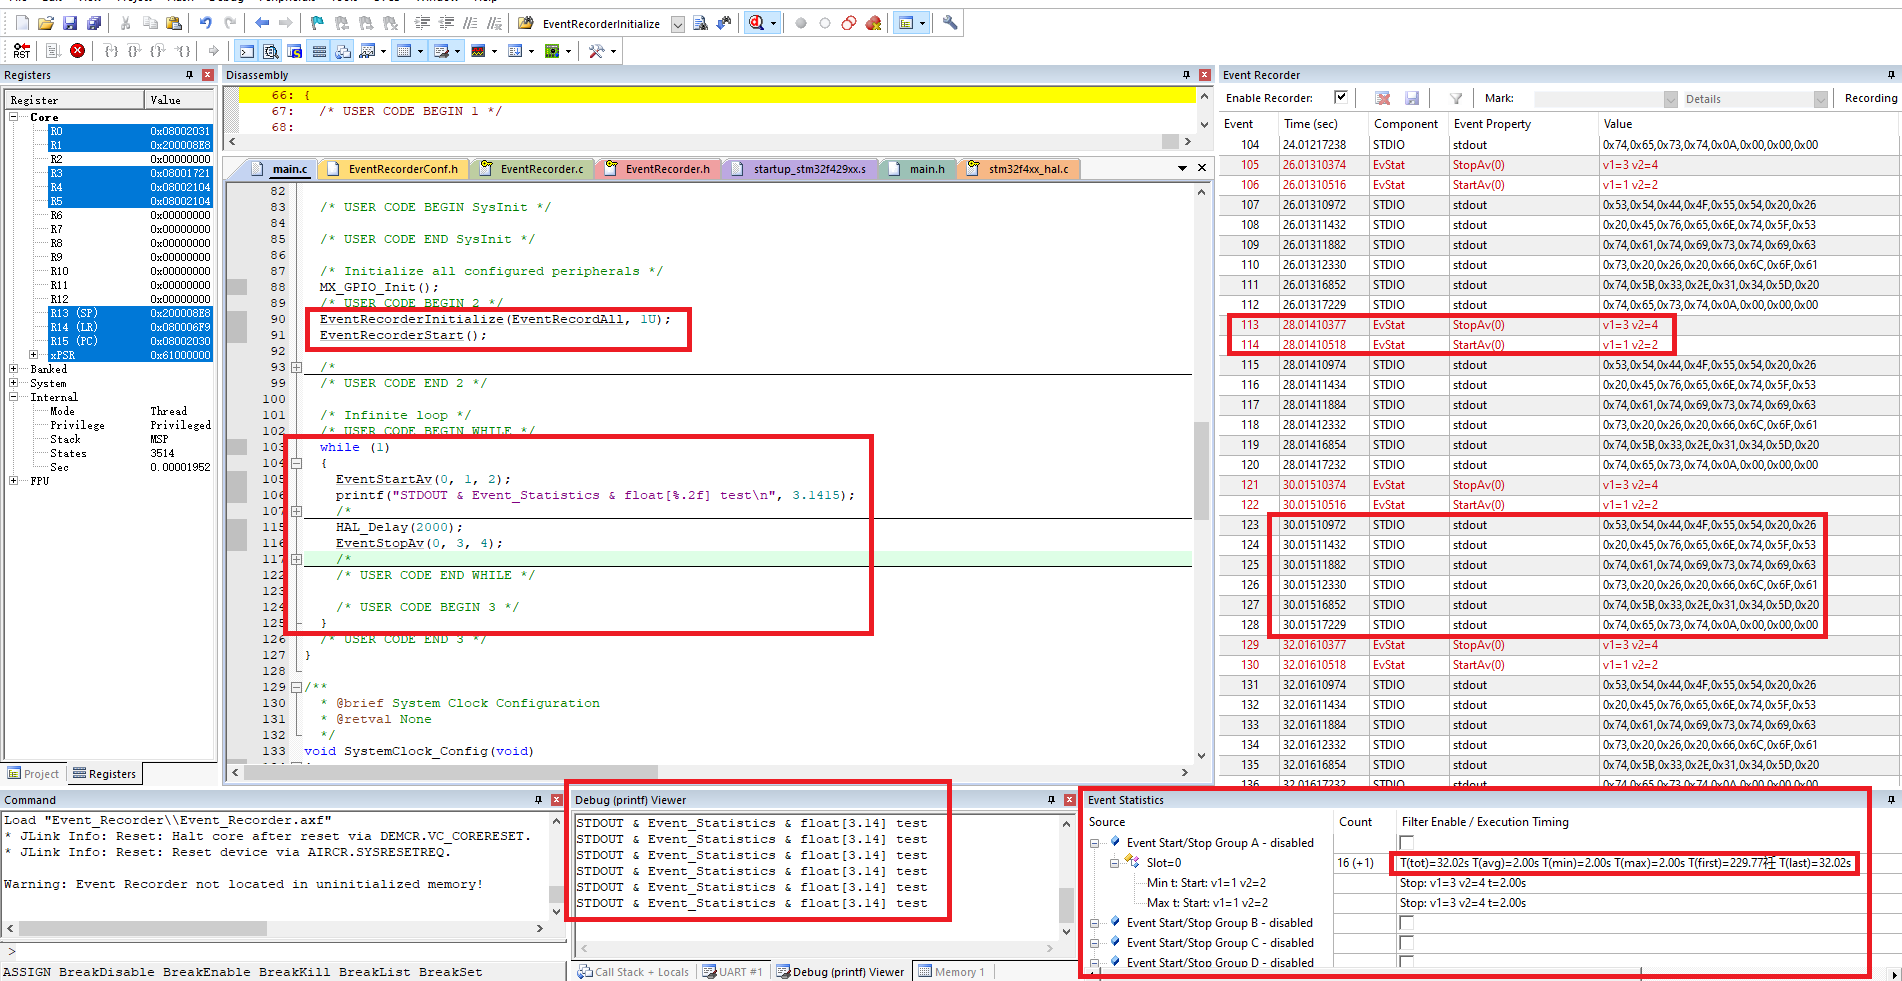 EventRecorderInitialize
RST
Registers
Register Value
Core
R0 0x08002031
R1 0x200008E8
R2 0x00000000
R3 0x08001721
R4 0x08002104
R5 0x08002104
R6 0x00000000
R7 0x00000000
R8 0x00000000
R9 0x00000000
R10 0x00000000
R11 0x00000000
R12 0x00000000
R13 (SP) 0x200008E8
R14 (LR) 0x080006F9
R15 (PC) 0x08002030
xPSR 0x61000000
Banked
System
Internal
Mode Thread
Privilege Privileged
Stack MSP
States 3514
Sec 0.00001952
FPU
Project Registers
Disassembly
66: {
67: /* USER CODE BEGIN 1 */
68:
main.c EventRecorderConf.h EventRecorder.c EventRecorder.h startup_stm32f429xx.s main.h stm32f4xx_hal.c
82
83 /* USER CODE BEGIN SysInit */
84
85 /* USER CODE END SysInit */
86
87 /* Initialize all configured peripherals */
88 MX_GPIO_Init();
89 /* USER CODE BEGIN 2 */
90 EventRecorderInitialize(EventRecordAll, 1U);
91 EventRecorderStart();
92
93 /*
99 /* USER CODE END 2 */
100
101 /* Infinite loop */
102 /* USER CODE BEGIN WHILE */
103 while (1)
104 {
105 EventStartAv(0, 1, 2);
106 printf("STDOUT & Event_Statistics & float[%.2f] test\n", 3.1415);
107 /*
115 HAL_Delay(2000);
116 EventStopAv(0, 3, 4);
117 /*
122 /* USER CODE END WHILE */
123
124 /* USER CODE BEGIN 3 */
125 }
126 /* USER CODE END 3 */
127 }
128
129 /**
130 * @brief System Clock Configuration
131 * @retval None
132 */
133 void SystemClock_Config(void)
Event Recorder
Enable Recorder: Mark: Details Recording
Event Time (sec) Component Event Property Value
104 24.01217238 STDIO stdout 0x74,0x65,0x73,0x74,0x0A,0x00,0x00,0x00
105 26.01310374 EvStat StopAv(0) v1=3 v2=4
106 26.01310516 EvStat StartAv(0) v1=1 v2=2
107 26.01310972 STDIO stdout 0x53,0x54,0x44,0x4F,0x55,0x54,0x20,0x26
108 26.01311432 STDIO stdout 0x20,0x45,0x76,0x65,0x6E,0x74,0x5F,0x53
109 26.01311882 STDIO stdout 0x74,0x61,0x74,0x69,0x73,0x74,0x69,0x63
110 26.01312330 STDIO stdout 0x73,0x20,0x26,0x20,0x66,0x6C,0x6F,0x61
111 26.01316852 STDIO stdout 0x74,0x5B,0x33,0x2E,0x31,0x34,0x5D,0x20
112 26.01317229 STDIO stdout 0x74,0x65,0x73,0x74,0x0A,0x00,0x00,0x00
113 28.01410377 EvStat StopAv(0) v1=3 v2=4
114 28.01410518 EvStat StartAv(0) v1=1 v2=2
115 28.01410974 STDIO stdout 0x53,0x54,0x44,0x4F,0x55,0x54,0x20,0x26
116 28.01411434 STDIO stdout 0x20,0x45,0x76,0x65,0x6E,0x74,0x5F,0x53
117 28.01411884 STDIO stdout 0x74,0x61,0x74,0x69,0x73,0x74,0x69,0x63
118 28.01412332 STDIO stdout 0x73,0x20,0x26,0x20,0x66,0x6C,0x6F,0x61
119 28.01416854 STDIO stdout 0x74,0x5B,0x33,0x2E,0x31,0x34,0x5D,0x20
120 28.01417232 STDIO stdout 0x74,0x65,0x73,0x74,0x0A,0x00,0x00,0x00
121 30.01510374 EvStat StopAv(0) v1=3 v2=4
122 30.01510516 EvStat StartAv(0) v1=1 v2=2
123 30.01510972 STDIO stdout 0x53,0x54,0x44,0x4F,0x55,0x54,0x20,0x26
124 30.01511432 STDIO stdout 0x20,0x45,0x76,0x65,0x6E,0x74,0x5F,0x53
125 30.01511882 STDIO stdout 0x74,0x61,0x74,0x69,0x73,0x74,0x69,0x63
126 30.01512330 STDIO stdout 0x73,0x20,0x26,0x20,0x66,0x6C,0x6F,0x61
127 30.01516852 STDIO stdout 0x74,0x5B,0x33,0x2E,0x31,0x34,0x5D,0x20
128 30.01517229 STDIO stdout 0x74,0x65,0x73,0x74,0x0A,0x00,0x00,0x00
129 32.01610377 EvStat StopAv(0) v1=3 v2=4
130 32.01610518 EvStat StartAv(0) v1=1 v2=2
131 32.01610974 STDIO stdout 0x53,0x54,0x44,0x4F,0x55,0x54,0x20,0x26
132 32.01611434 STDIO stdout 0x20,0x45,0x76,0x65,0x6E,0x74,0x5F,0x53
133 32.01611884 STDIO stdout 0x74,0x61,0x74,0x69,0x73,0x74,0x69,0x63
134 32.01612332 STDIO stdout 0x73,0x20,0x26,0x20,0x66,0x6C,0x6F,0x61
135 32.01616854 STDIO stdout 0x74,0x5B,0x33,0x2E,0x31,0x34,0x5D,0x20
136 32.01617232 STDIO stdout 0x74,0x65,0x73,0x74,0x0A,0x00,0x00,0x00
Command
Load "Event_Recorder\\Event_Recorder.axf"
* JLink Info: Reset: Halt core after reset via DEMCR.VC_CORERESET.
* JLink Info: Reset: Reset device via AIRCR.SYSRESETREQ.
Warning: Event Recorder not located in uninitialized memory!
>
ASSIGN BreakDisable BreakEnable BreakKill BreakList BreakSet
Debug (printf) Viewer
STDOUT & Event_Statistics & float[3.14] test
STDOUT & Event_Statistics & float[3.14] test
STDOUT & Event_Statistics & float[3.14] test
STDOUT & Event_Statistics & float[3.14] test
STDOUT & Event_Statistics & float[3.14] test
STDOUT & Event_Statistics & float[3.14] test
Call Stack + Locals UART #1 Debug (printf) Viewer Memory 1
Event Statistics
Source Count Filter Enable / Execution Timing
Event Start/Stop Group A - disabled
Slot=0 16 (+1) T(tot)=32.02s T(avg)=2.00s T(min)=2.00s T(max)=2.00s T(first)=229.77 T(last)=32.02s
Min t: Start: v1=1 v2=2 Stop: v1=3 v2=4 t=2.00s
Max t: Start: v1=1 v2=2 Stop: v1=3 v2=4 t=2.00s
Event Start/Stop Group B - disabled
Event Start/Stop Group C - disabled
Event Start/Stop Group D - disabled